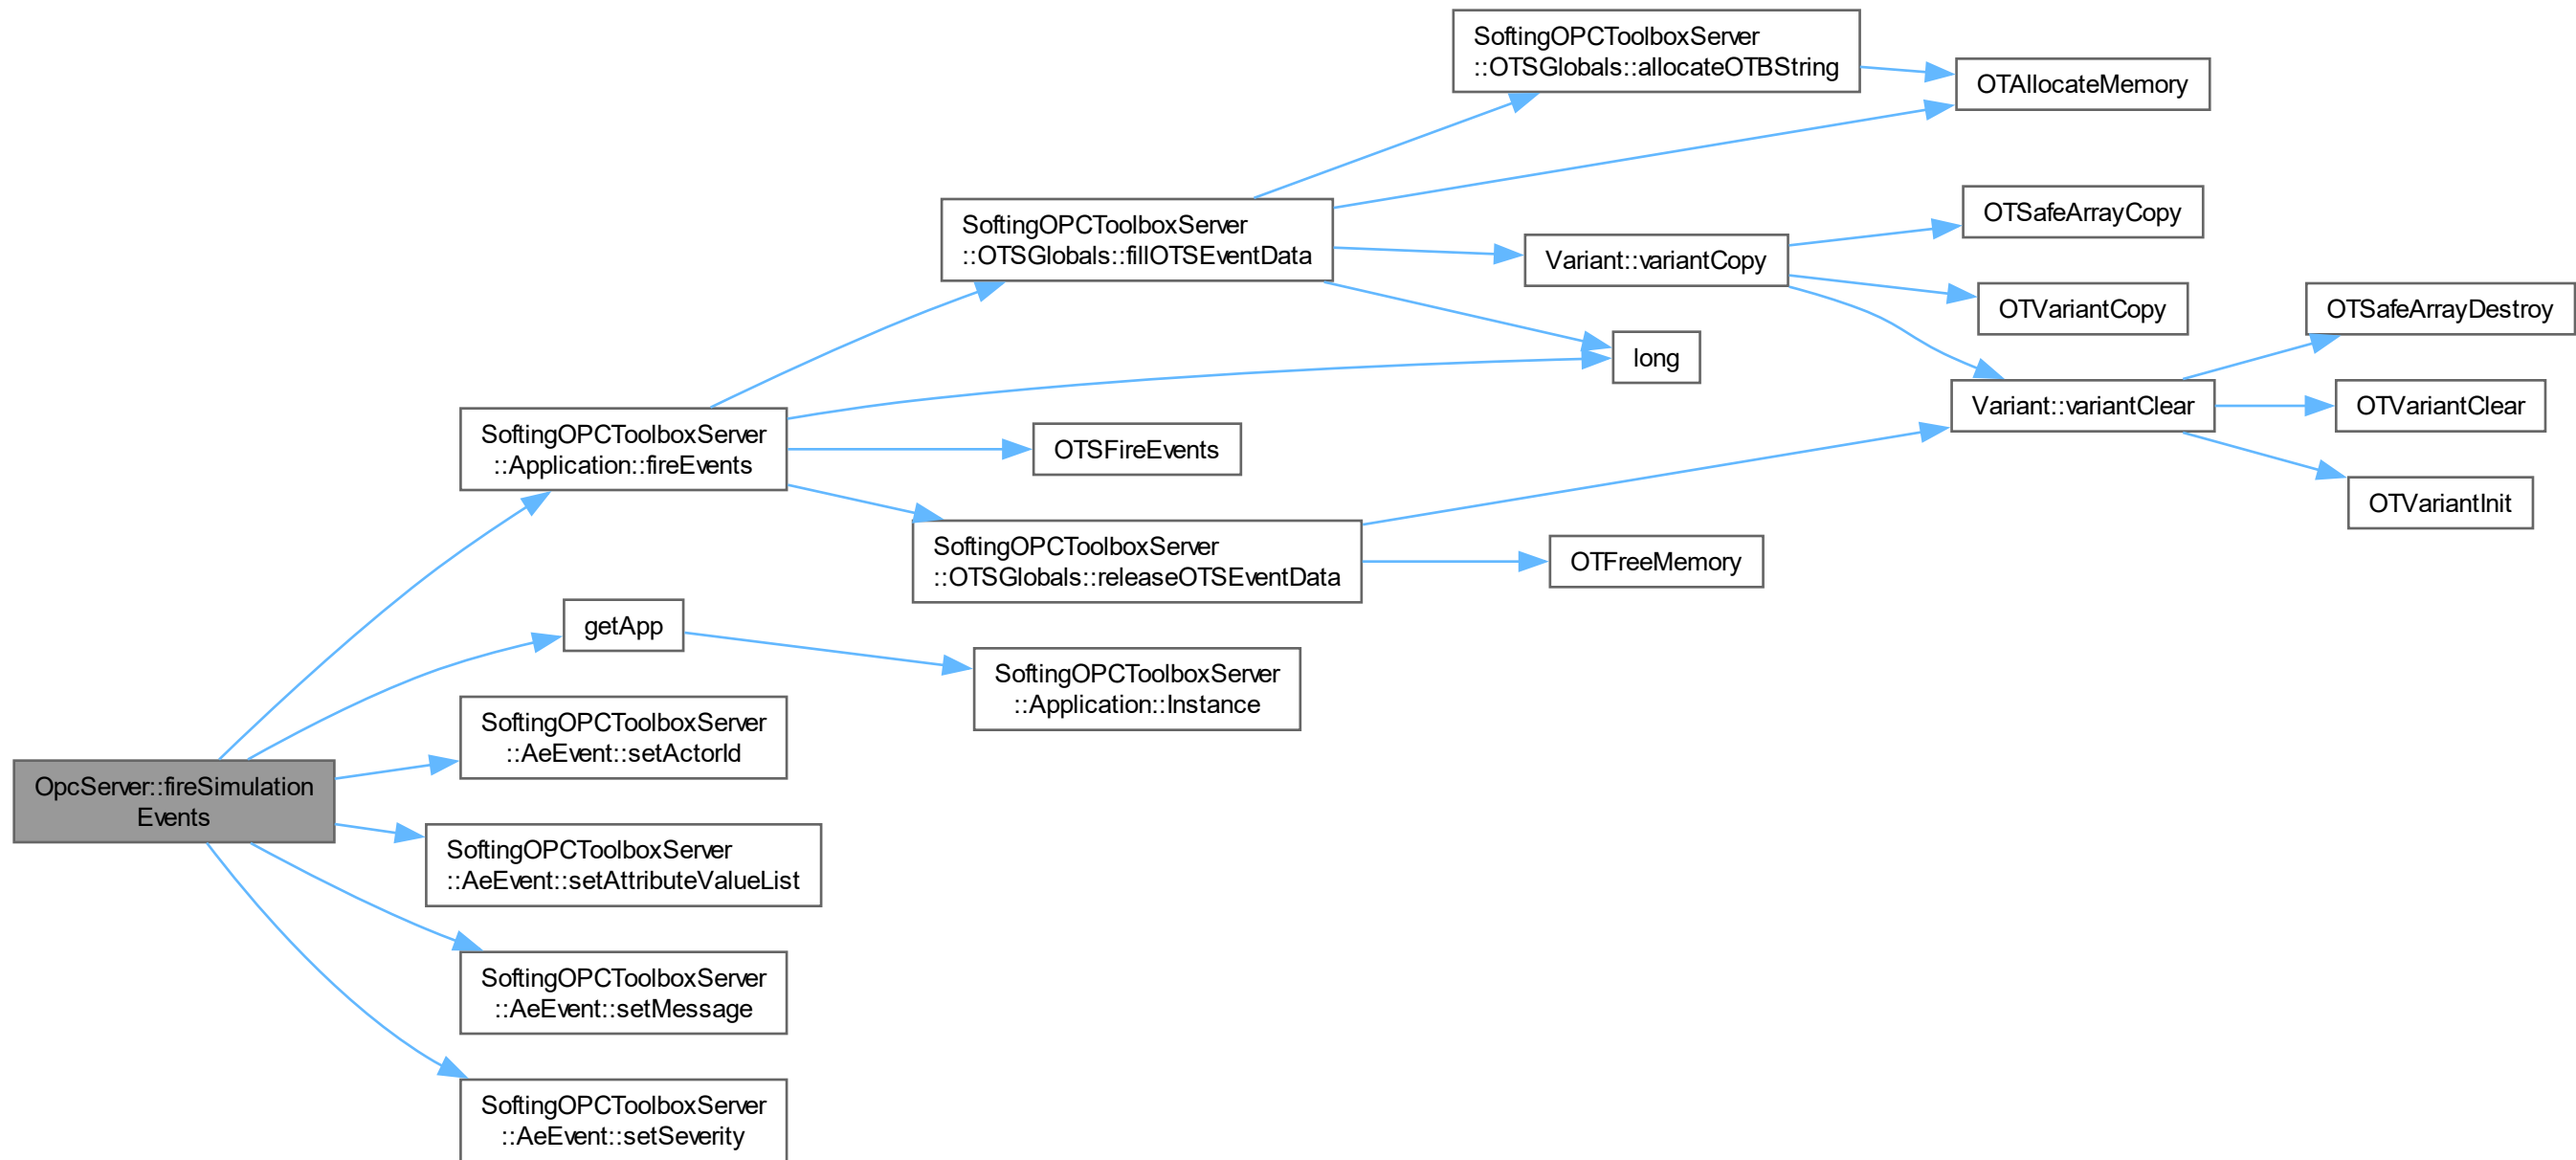 SoftingOPCToolboxServer
::OTSGlobals::allocateOTBString
OTAllocateMemory
SoftingOPCToolboxServer
::OTSGlobals::fillOTSEventData
Variant::variantCopy
OTSafeArrayCopy
OTVariantCopy
OTSafeArrayDestroy
long
Variant::variantClear
OTVariantClear
OTVariantInit
SoftingOPCToolboxServer
::Application::fireEvents
OTSFireEvents
SoftingOPCToolboxServer
::OTSGlobals::releaseOTSEventData
OTFreeMemory
getApp
SoftingOPCToolboxServer
::Application::Instance
SoftingOPCToolboxServer
::AeEvent::setActorId
OpcServer::fireSimulation
Events
SoftingOPCToolboxServer
::AeEvent::setAttributeValueList
SoftingOPCToolboxServer
::AeEvent::setMessage
SoftingOPCToolboxServer
::AeEvent::setSeverity